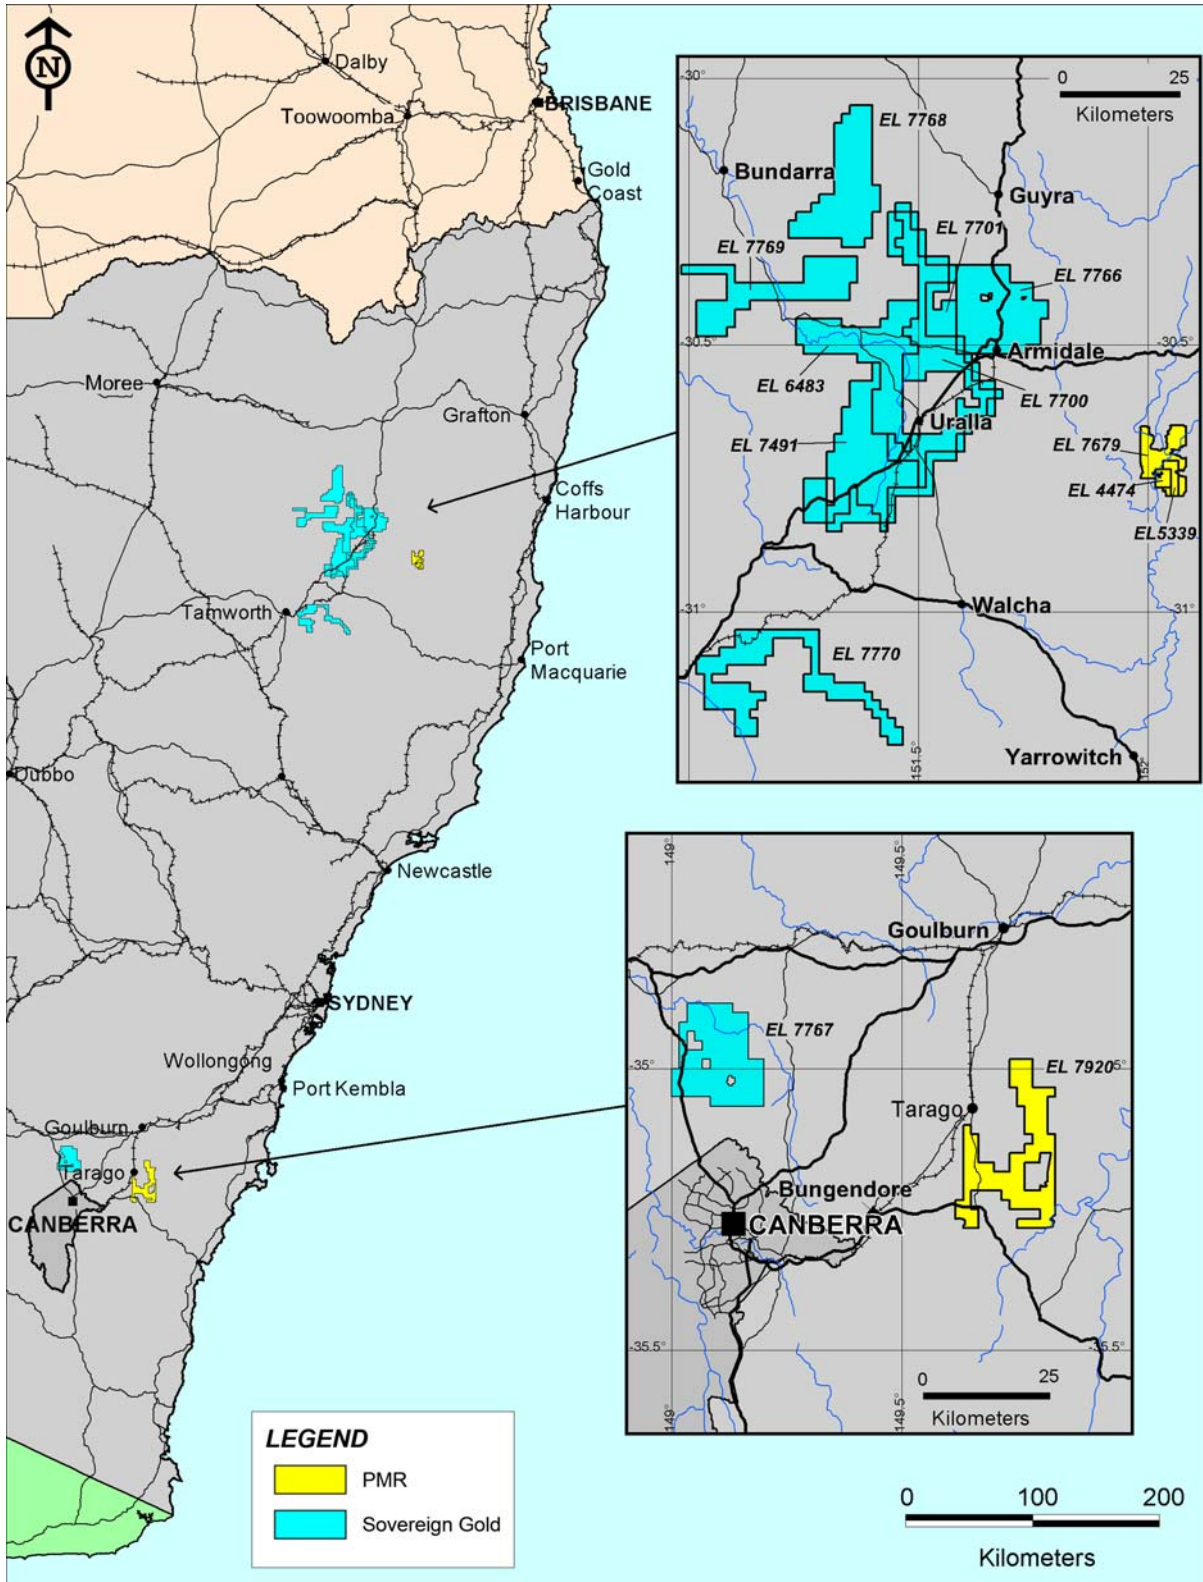 N
Dalby
Toowoomba
BRISBANE
Gold
Coast
Moree
Grafton
Coffs
Harbour
Tamworth
Port
Macquarie
Dubbo
Newcastle
SYDNEY
Wollongong
Port Kembla
Goulburn
Tarago
CANBERRA
-30°
0 25
Kilometers
EL 7768
Bundarra
Guyra
EL 7701
EL 7769
EL 7766
-30.5°
30.5°
Armidale
EL 6483
EL 7700
Uralla
EL 7491
EL 7679
EL 4474
EL5339
-31°
31°
Walcha
EL 7770
151.5°
152°
Yarrowitch
149°
149.5°
Goulburn
EL 7767
-35°
EL 7920
5°
Tarago
Bungendore
CANBERRA
-35.5°
-35.5°
0 25
Kilometers
149°
149.5°
LEGEND
PMR
Sovereign Gold
0 100 200
Kilometers